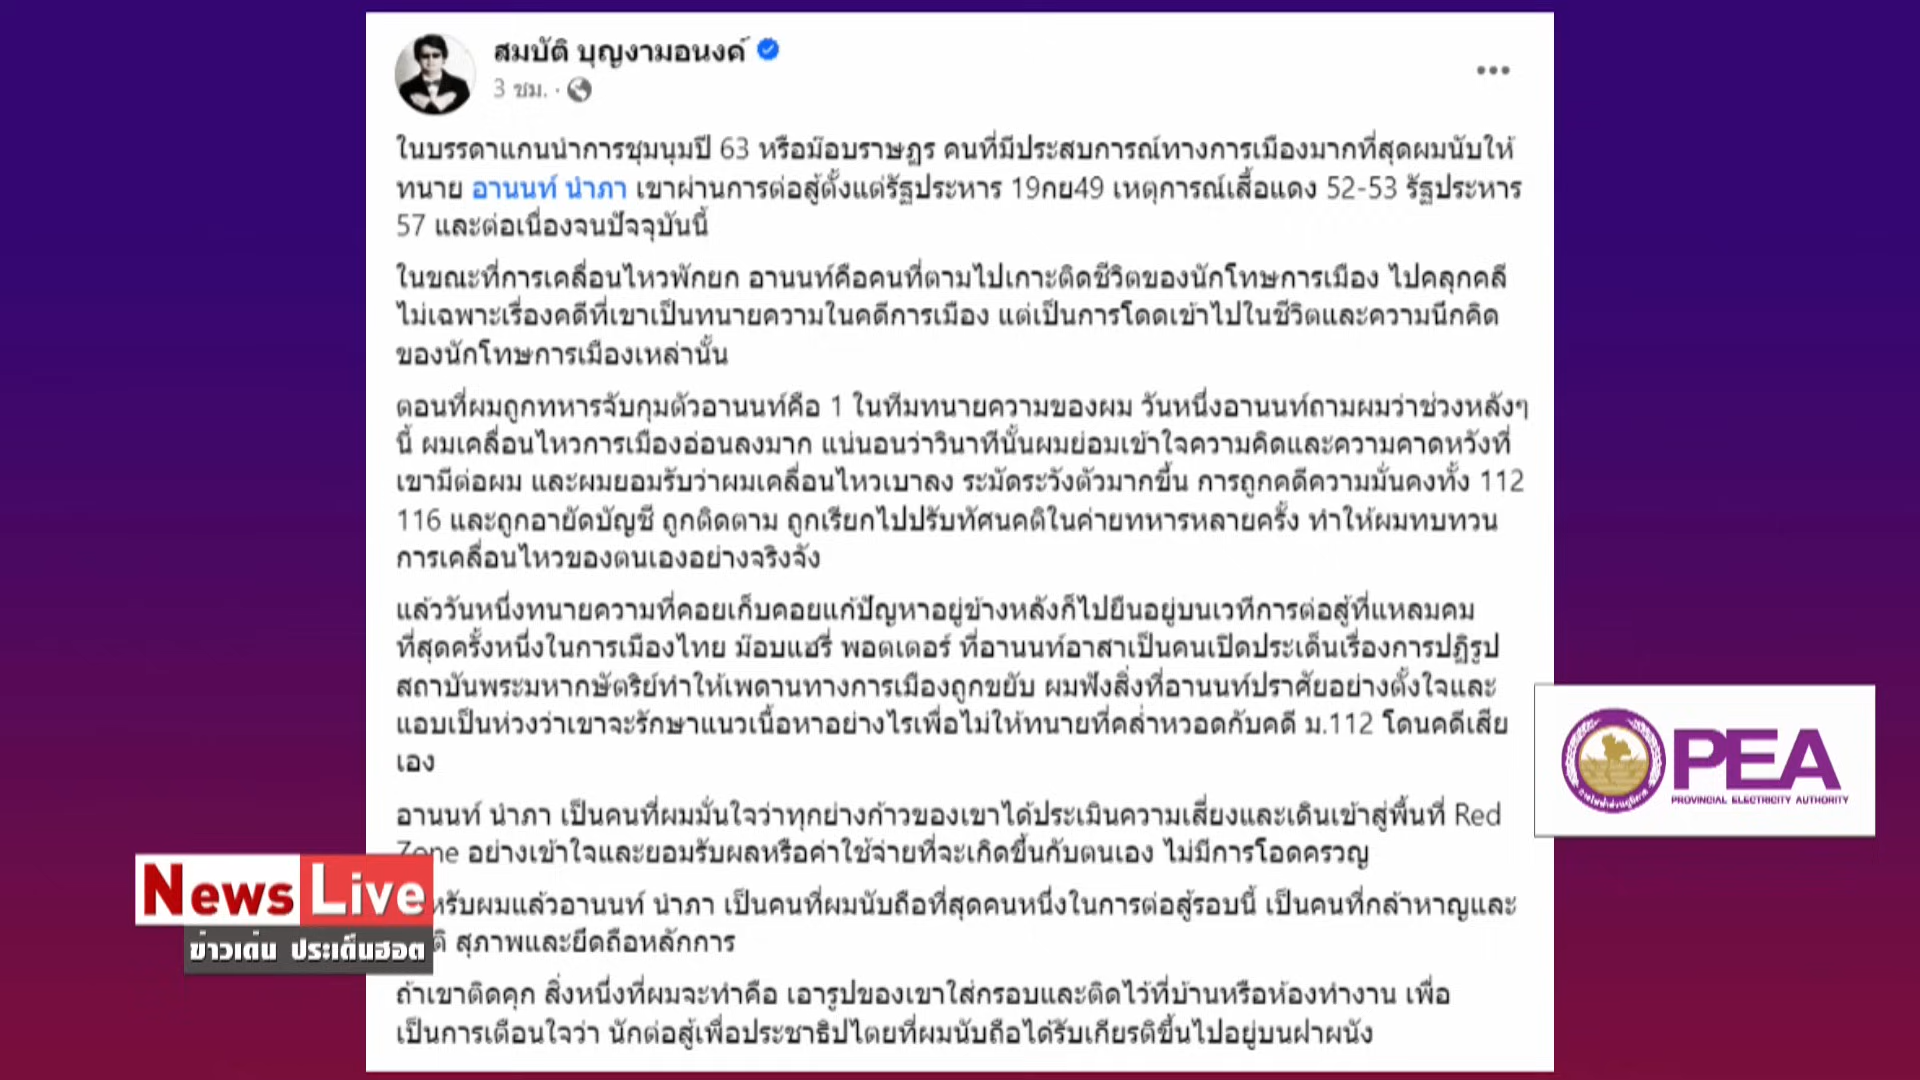 สมบัติ บุญงามอนงค์
3 ชม. ·
ในบรรดาแกนนำการชุมนุมปี 63 หรือม๊อบราษฎร คนที่มีประสบการณ์ทางการเมืองมากที่สุดผมนับให้
ทนาย อานนท์ นำภา เขาผ่านการต่อสู้ตั้งแต่รัฐประหาร 19กย49 เหตุการณ์เสื้อแดง 52-53 รัฐประหาร
57 และต่อเนื่องจนปัจจุบันนี้
ในขณะที่การเคลื่อนไหวพักยก อานนท์คือคนที่ตามไปเกาะติดชีวิตของนักโทษการเมือง ไปคลุกคลี
ไม่เฉพาะเรื่องคดีที่เขาเป็นทนายความในคดีการเมือง แต่เป็นการโดดเข้าไปในชีวิตและความนึกคิด
ของนักโทษการเมืองเหล่านั้น
ตอนที่ผมถูกทหารจับกุมตัวอานนท์คือ 1 ในทีมทนายความของผม วันหนึ่งอานนท์ถามผมว่าช่วงหลังๆ
นี้ ผมเคลื่อนไหวการเมืองอ่อนลงมาก แน่นอนว่าวินาทีนั้นผมย่อมเข้าใจความคิดและความคาดหวังที่
เขามีต่อผม และผมยอมรับว่าผมเคลื่อนไหวเบาลง ระมัดระวังตัวมากขึ้น การถูกคดีความมั่นคงทั้ง 112
116 และถูกอายัดบัญชี ถูกติดตาม ถูกเรียกไปปรับทัศนคติในค่ายทหารหลายครั้ง ทำให้ผมทบทวน
การเคลื่อนไหวของตนเองอย่างจริงจัง
แล้ววันหนึ่งทนายความที่คอยเก็บคอยแก้ปัญหาอยู่ข้างหลังก็ไปยืนอยู่บนเวทีการต่อสู้ที่แหลมคม
ที่สุดครั้งหนึ่งในการเมืองไทย ม๊อบแฮรี่ พอตเตอร์ ที่อานนท์อาสาเป็นคนเปิดประเด็นเรื่องการปฏิรูป
สถาบันพระมหากษัตริย์ทำให้เพดานทางการเมืองถูกขยับ ผมฟังสิ่งที่อานนท์ปราศัยอย่างตั้งใจและ
แอบเป็นห่วงว่าเขาจะรักษาแนวเนื้อหาอย่างไรเพื่อไม่ให้ทนายที่คล่ำหวอดกับคดี ม.112 โดนคดีเสีย
เอง
อานนท์ นำภา เป็นคนที่ผมมั่นใจว่าทุกย่างก้าวของเขาได้ประเมินความเสี่ยงและเดินเข้าสู่พื้นที่ Red
Zone อย่างเข้าใจและยอมรับผลหรือค่าใช้จ่ายที่จะเกิดขึ้นกับตนเอง ไม่มีการโอดครวญ
หรับผมแล้วอานนท์ นำภา เป็นคนที่ผมนับถือที่สุดคนหนึ่งในการต่อสู้รอบนี้ เป็นคนที่กล้าหาญและ
สุภาพและยึดถือหลักการ
ถ้าเขาติดคุก สิ่งหนึ่งที่ผมจะทำคือ เอารูปของเขาใส่กรอบและติดไว้ที่บ้านหรือห้องทำงาน เพื่อ
เป็นการเตือนใจว่า นักต่อสู้เพื่อประชาธิปไตยที่ผมนับถือได้รับเกียรติขึ้นไปอยู่บนฝาผนัง
News Live
ข่าวเด่น ประเด็นฮอต
PEA
PROVINCIAL ELECTRICITY AUTHORITY
การไฟฟ้าส่วนภูมิภาค